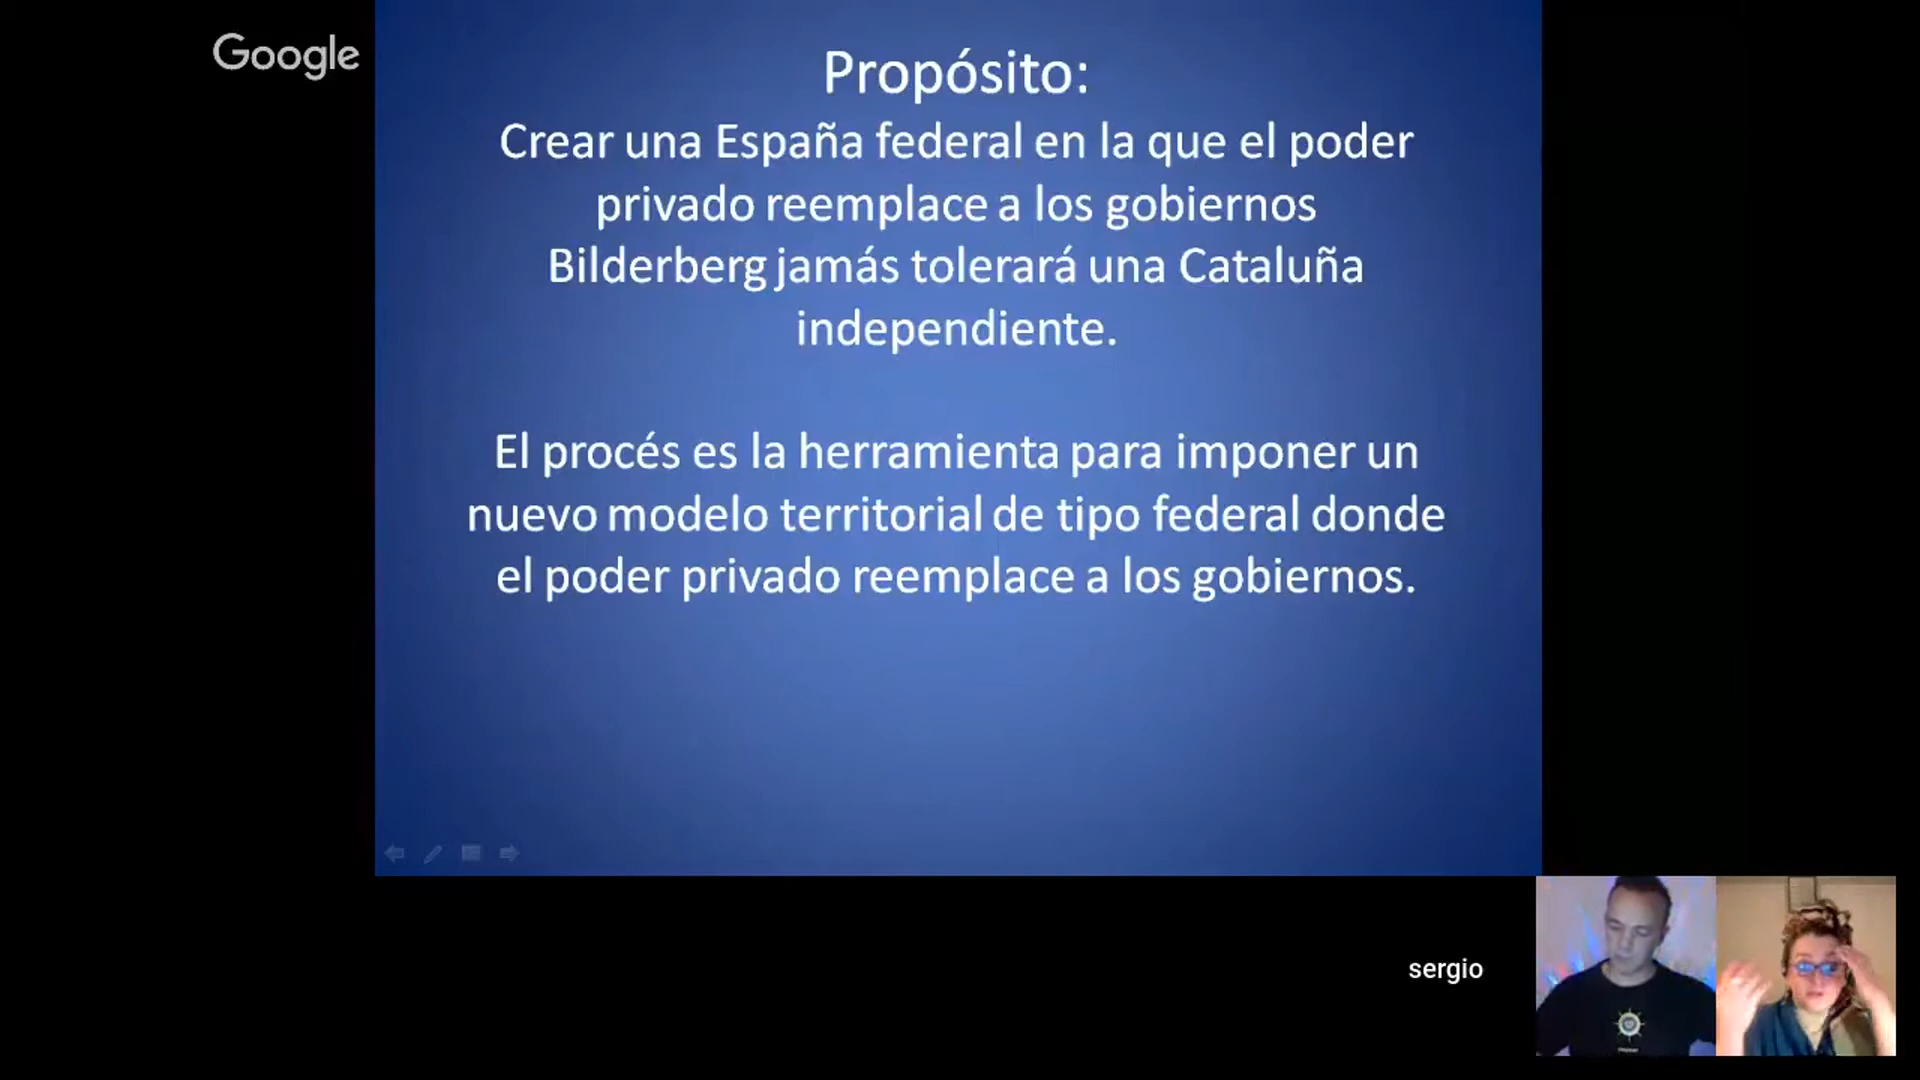 Google
Propósito:
Crear una España federal en la que el poder
privado reemplace a los gobiernos
Bilderberg jamás tolerará una Cataluña
independiente.
El procés es la herramienta para imponer un
nuevo modelo territorial de tipo federal donde
el poder privado reemplace a los gobiernos.
sergio